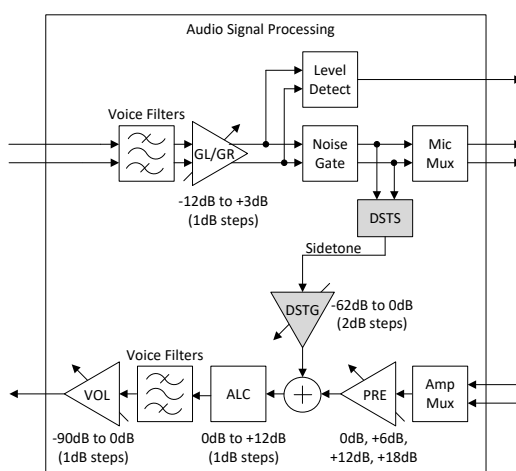 Audio Signal Processing
Level
Detect
Voice Filters
GL/GR
Noise
Gate
Mic
Mux
-12dB to +3dB
(1dB steps)
DSTS
Sidetone
DSTG
-62dB to 0dB
(2dB steps)
Voice Filters
VOL
ALC
PRE
Amp
Mux
-90dB to 0dB
(1dB steps)
0dB to +12dB
(1dB steps)
0dB, +6dB,
+12dB, +18dB